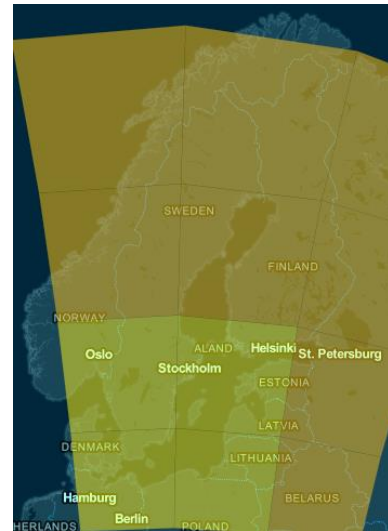 SWEDEN
FINLAND
NORWAY
Oslo
ALAND
Helsinki
St. Petersburg
Stockholm
ESTONIA
LATVIA
DENMARK
LITHUANIA
Hamburg
BELARUS
Berlin
HERLANDS
POLAND